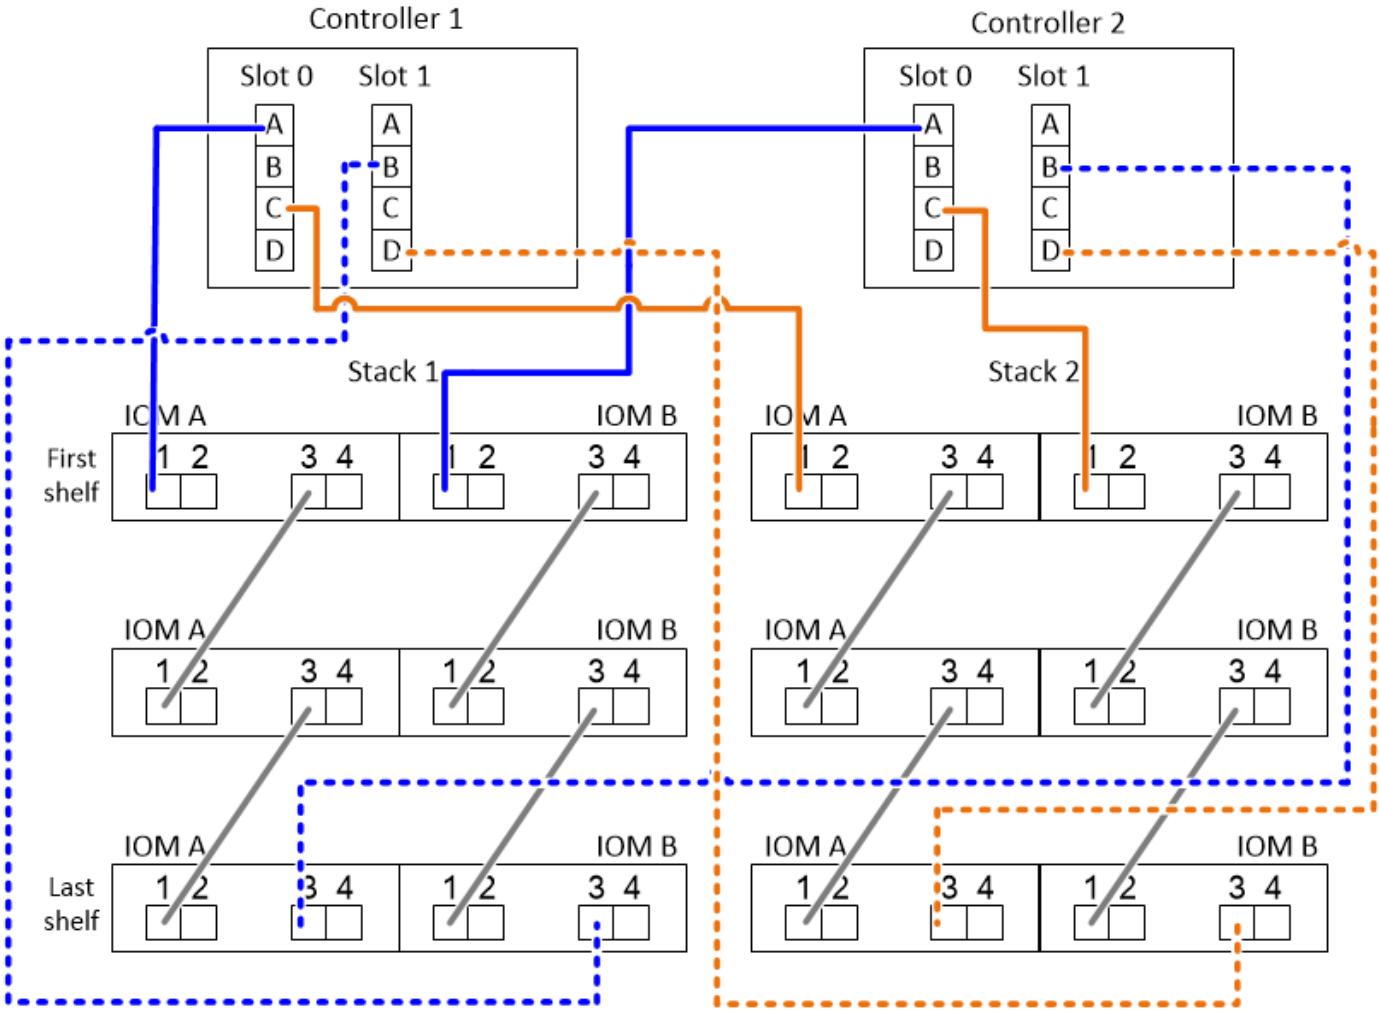 Controller 1
Controller 2
Slot 0 Slot 1
Slot 0 Slot 1
A A
B B
C C
D D
A A
B B
C C
D D
Stack 1
Stack 2
IOM A IOM B
IOM A IOM B
First shelf
1 2 3 4 1 2 3 4
1 2 3 4 1 2 3 4
IOM A IOM B
IOM A IOM B
1 2 3 4 1 2 3 4
1 2 3 4 1 2 3 4
IOM A IOM B
IOM A IOM B
Last shelf
1 2 3 4 1 2 3 4
1 2 3 4 1 2 3 4